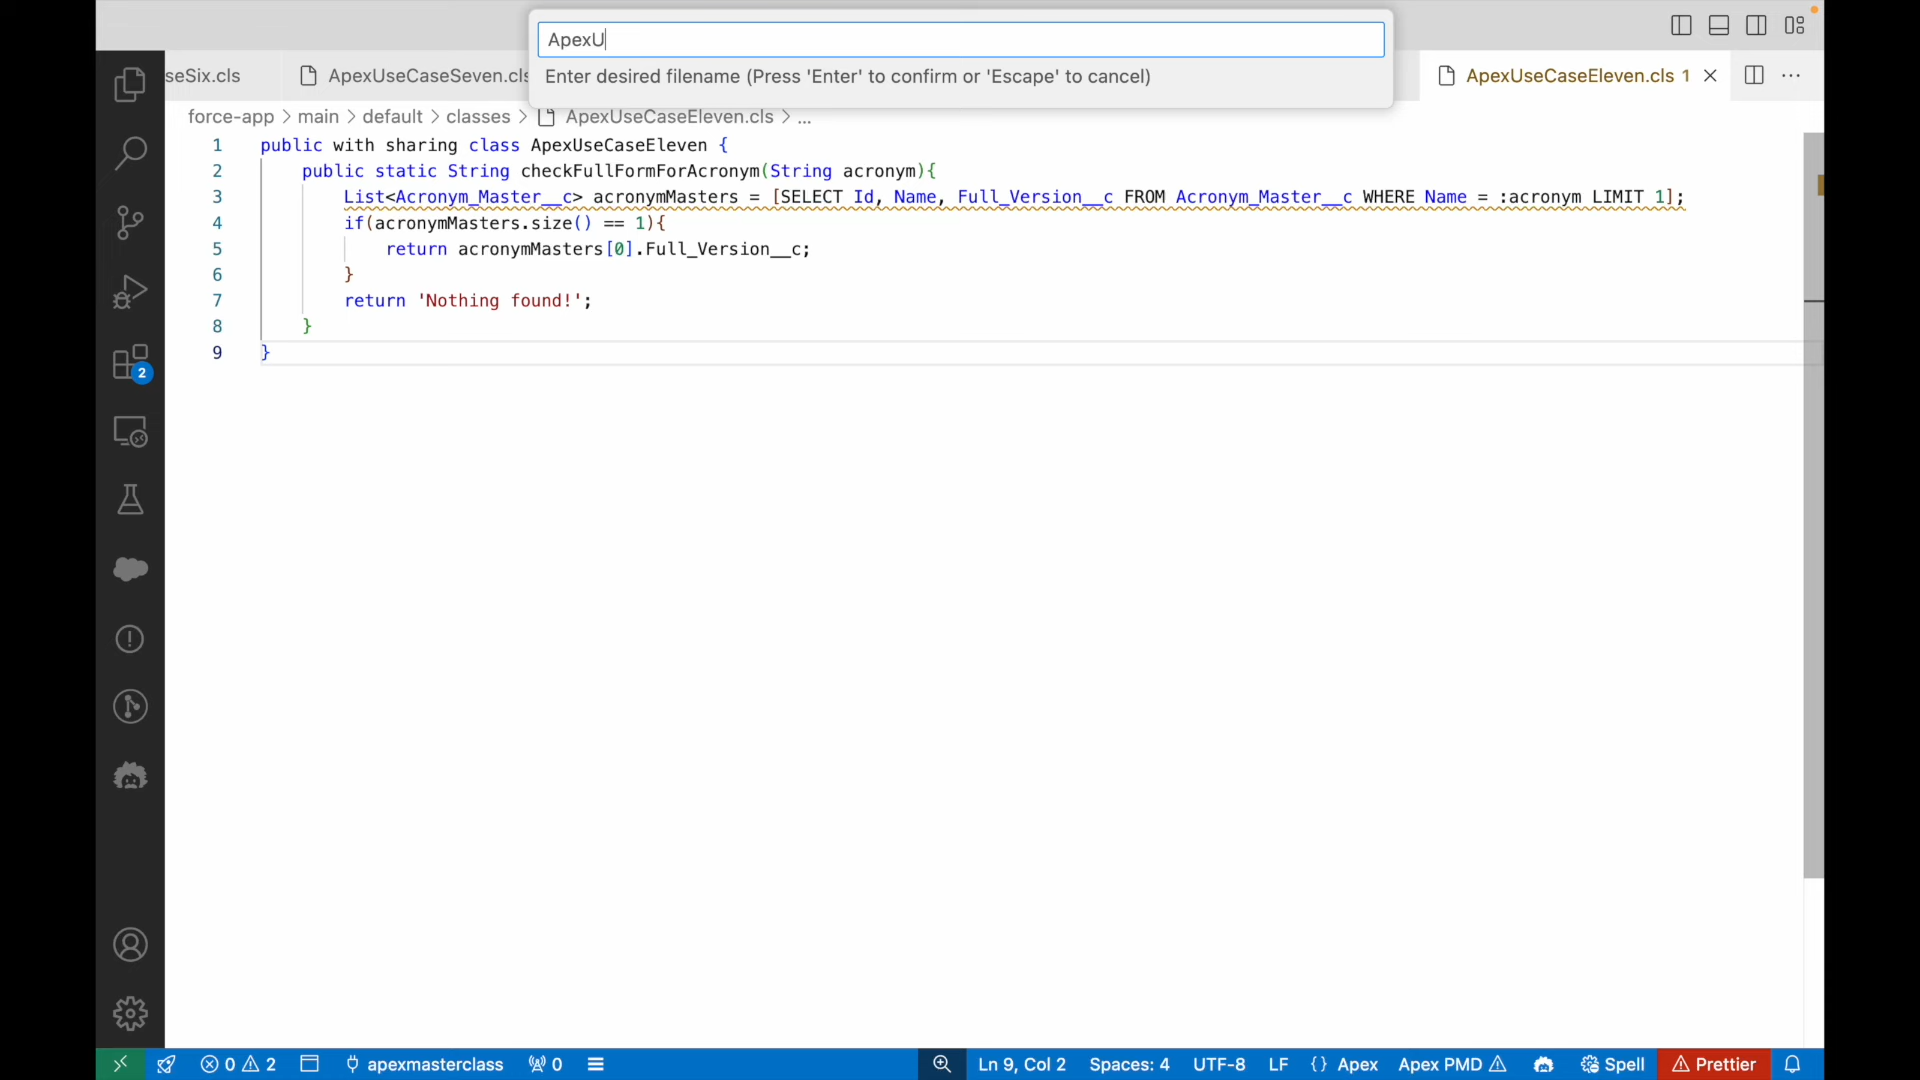 ApexU
Enter desired filename (Press 'Enter' to confirm or 'Escape' to cancel)
seSix.cls
ApexUseCaseSeven.cls
ApexUseCaseEleven.cls 1
force-app > main > default > classes > ApexUseCaseEleven.cls > ...
1 public with sharing class ApexUseCaseEleven {
2 public static String checkFullFormForAcronym(String acronym){
3 List<Acronym_Master__c> acronymMasters = [SELECT Id, Name, Full_Version__c FROM Acronym_Master__c WHERE Name = :acronym LIMIT 1];
4 if(acronymMasters.size() == 1){
5 return acronymMasters[0].Full_Version__c;
6 }
7 return 'Nothing found!';
8 }
9 }
2
0 2 apexmasterclass 0 Ln 9, Col 2 Spaces: 4 UTF-8 LF {} Apex Apex PMD Spell Prettier